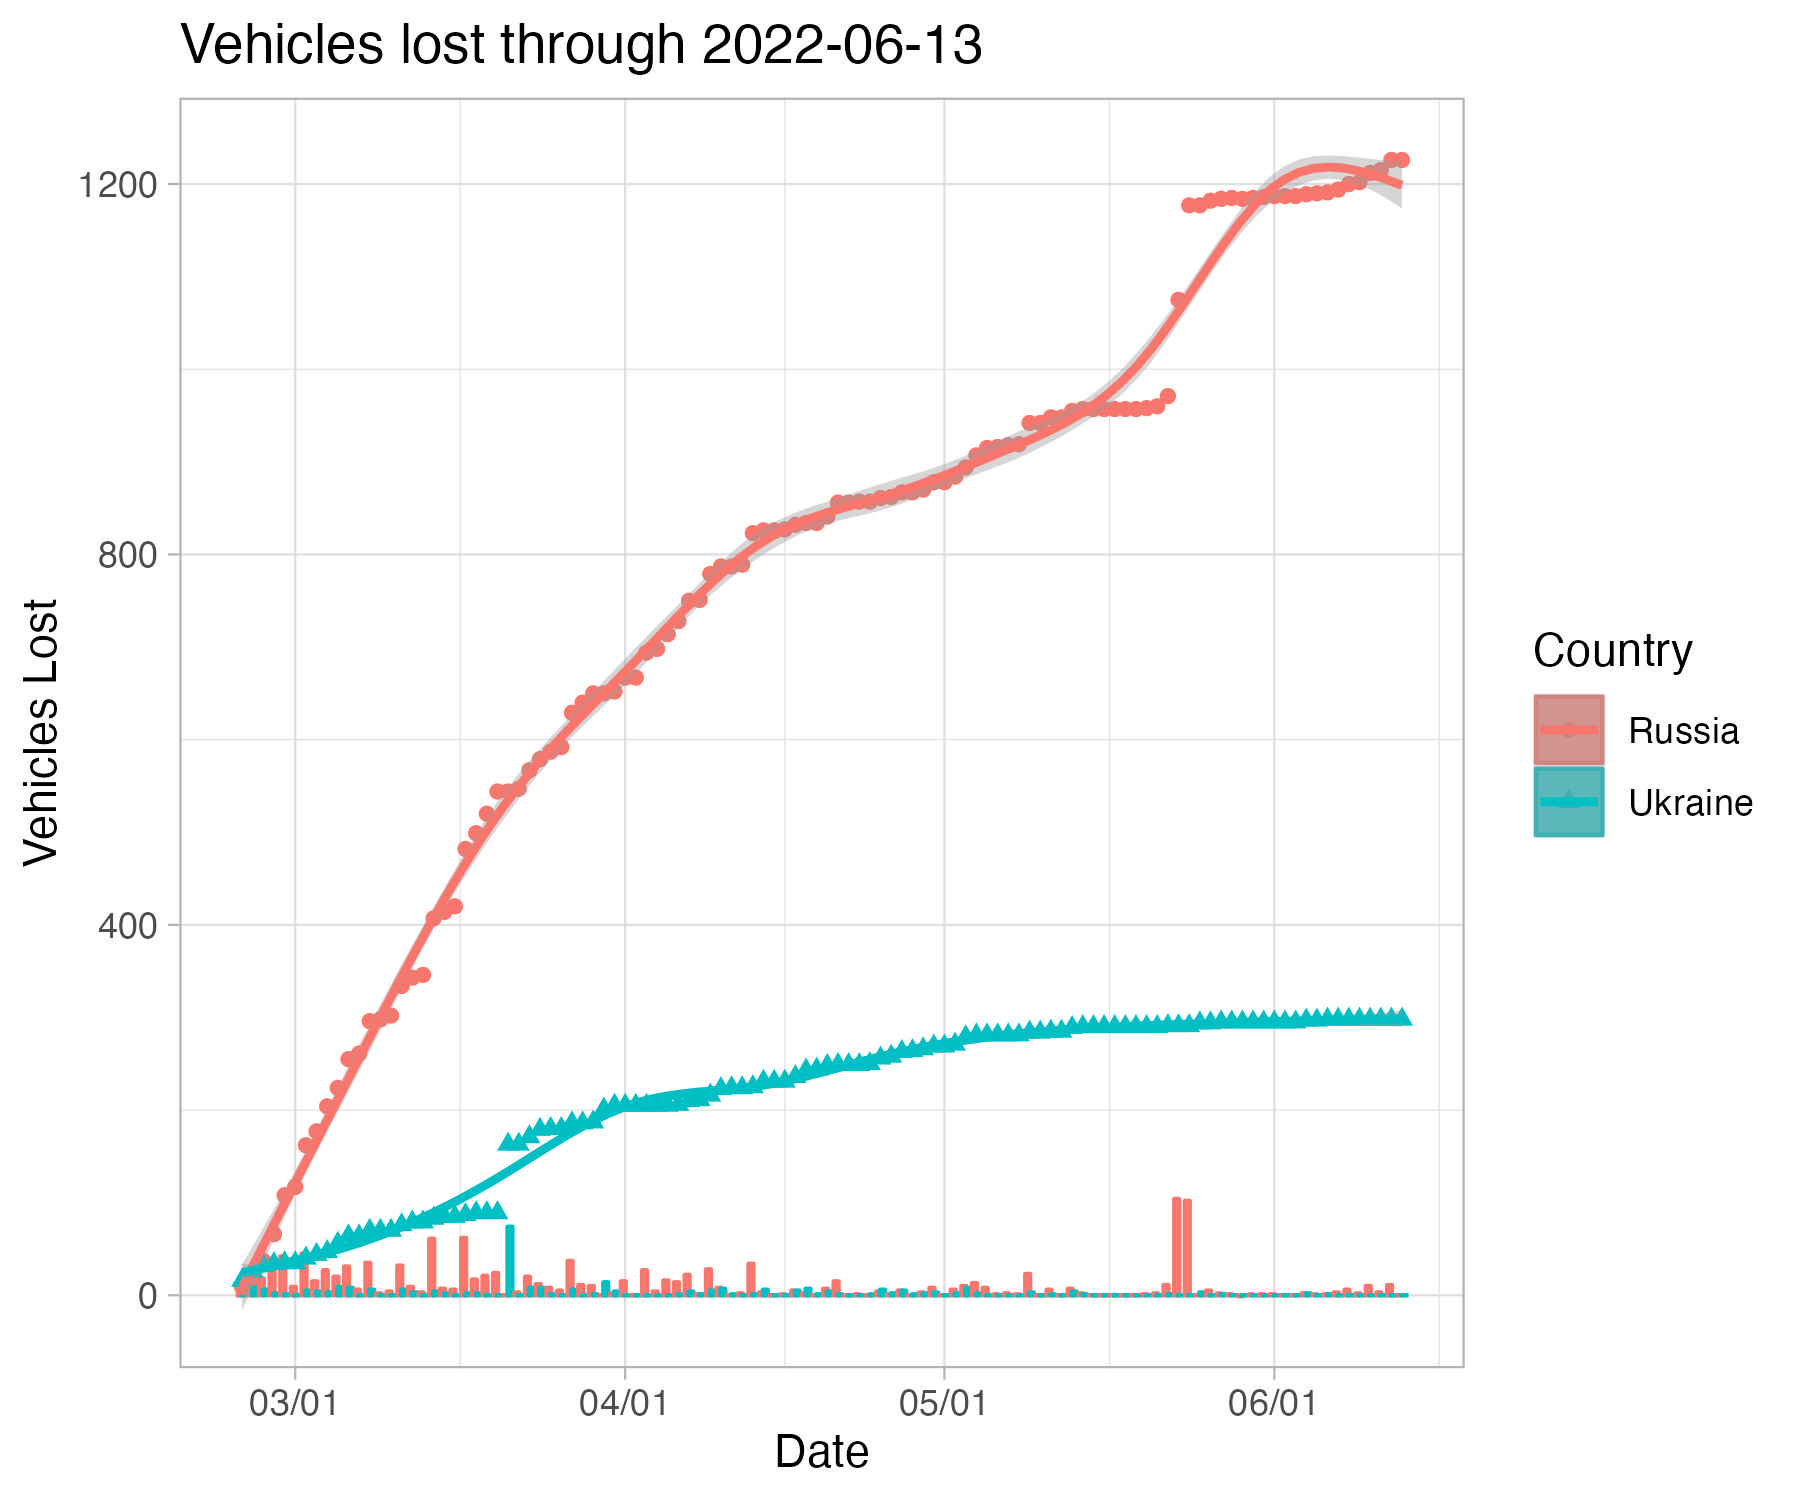 Vehicles lost through 2022-06-13
Vehicles Lost
1200
800
400
0
03/01
04/01
05/01
06/01
Date
Country
Russia
Ukraine